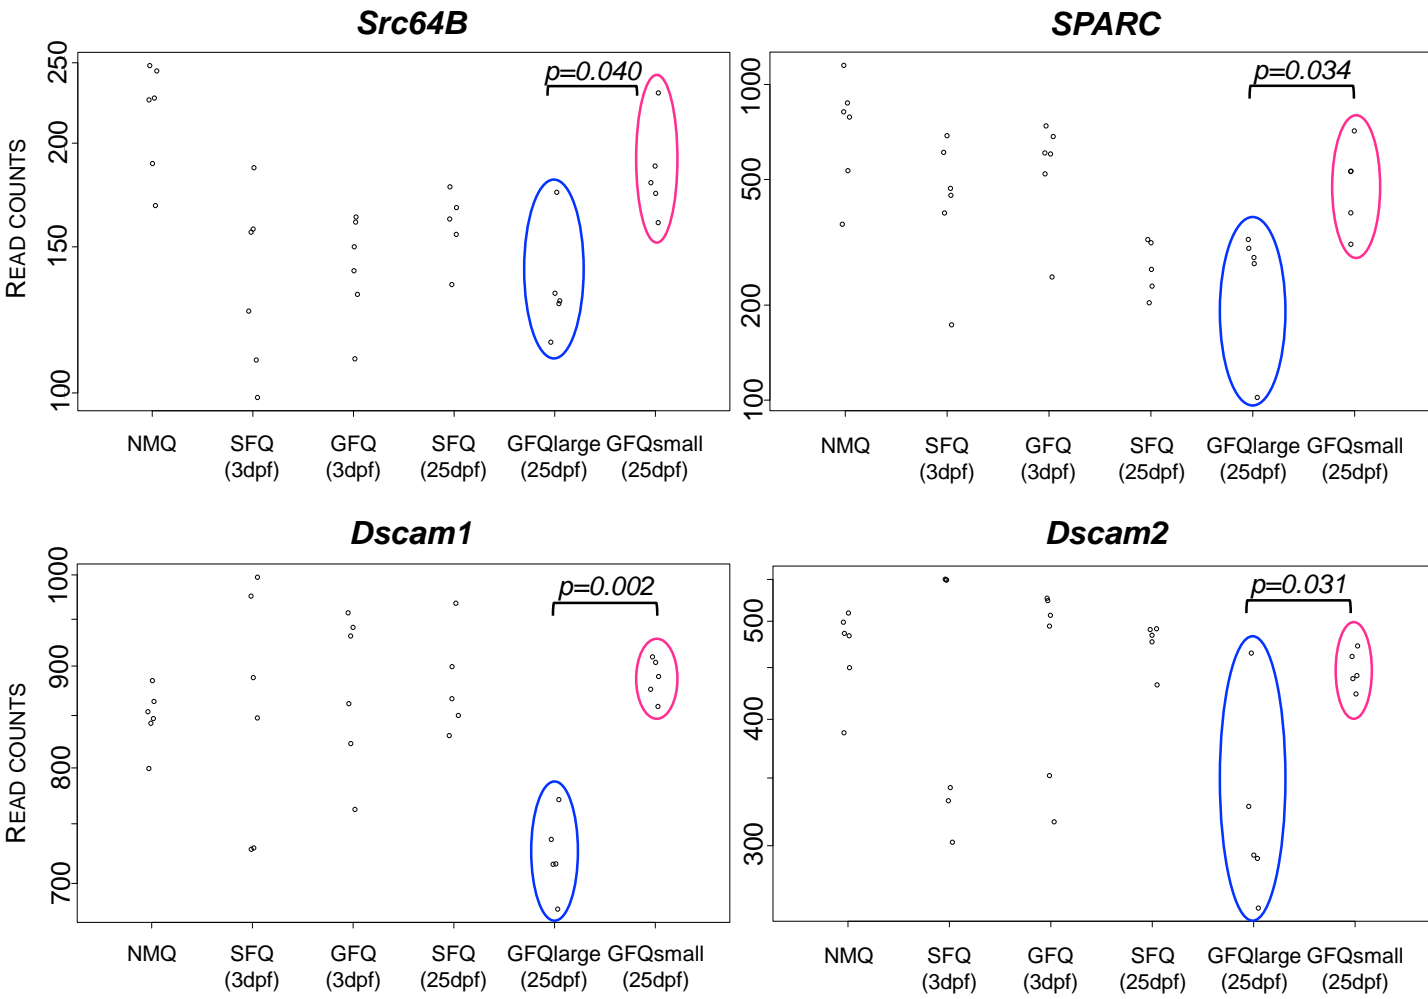 Src64B
READ COUNTS
250
200
150
100
p=0.040
NMQ
SFQ
(3dpf)
GFQ
(3dpf)
SFQ
(25dpf)
GFQlarge
(25dpf)
GFQsmall
(25dpf)
SPARC
1000
500
200
100
p=0.034
NMQ
SFQ
(3dpf)
GFQ
(3dpf)
SFQ
(25dpf)
GFQlarge
(25dpf)
GFQsmall
(25dpf)
Dscam1
READ COUNTS
1000
900
800
700
p=0.002
NMQ
SFQ
(3dpf)
GFQ
(3dpf)
SFQ
(25dpf)
GFQlarge
(25dpf)
GFQsmall
(25dpf)
Dscam2
500
400
300
p=0.031
NMQ
SFQ
(3dpf)
GFQ
(3dpf)
SFQ
(25dpf)
GFQlarge
(25dpf)
GFQsmall
(25dpf)